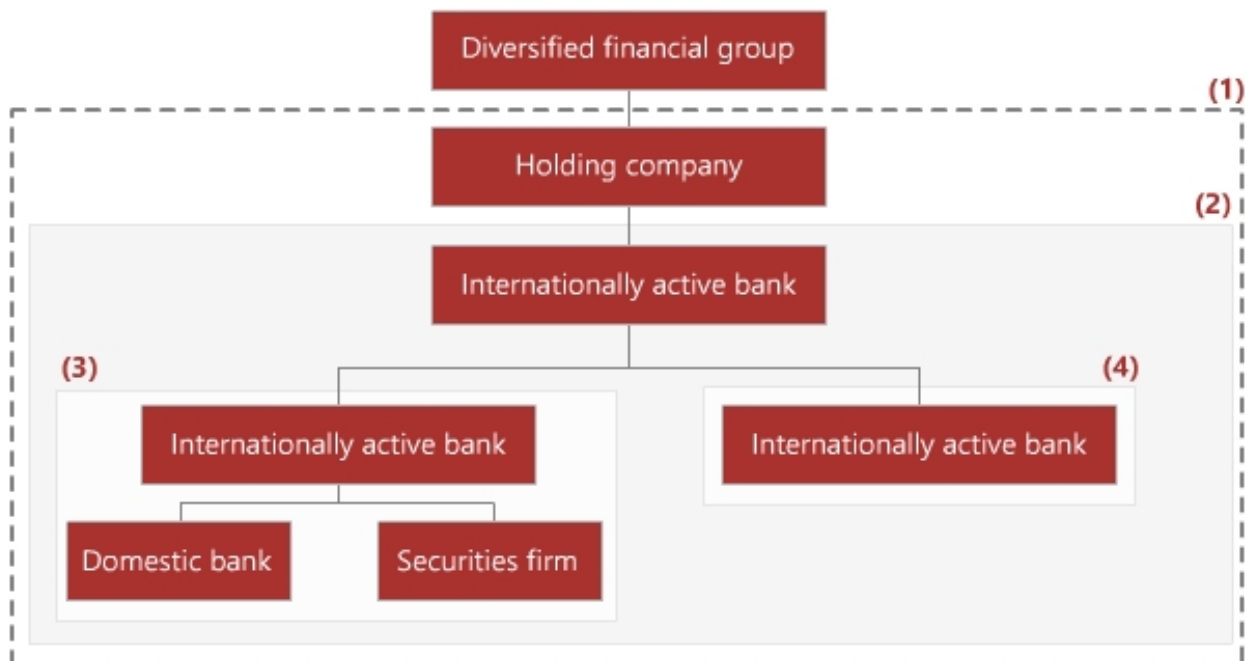 Diversified financial group
(1)
Holding company
(2)
Internationally active bank
(3)
(4)
Internationally active bank
Internationally active bank
Domestic bank
Securities firm